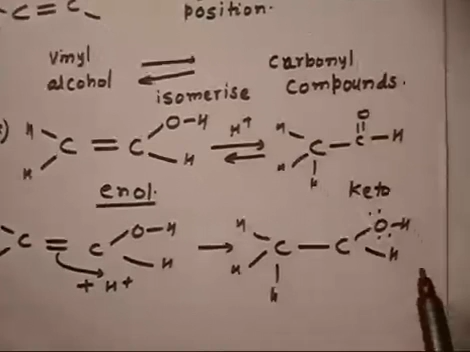 C=C
position.
vinyl alcohol ⇌ carbonyl compounds.
isomerise
H H C = C O-H H H⁺ ⇌ H H H C - C O H
enol. keto
C = C O-H H + H+ → H H H C - C O-H H